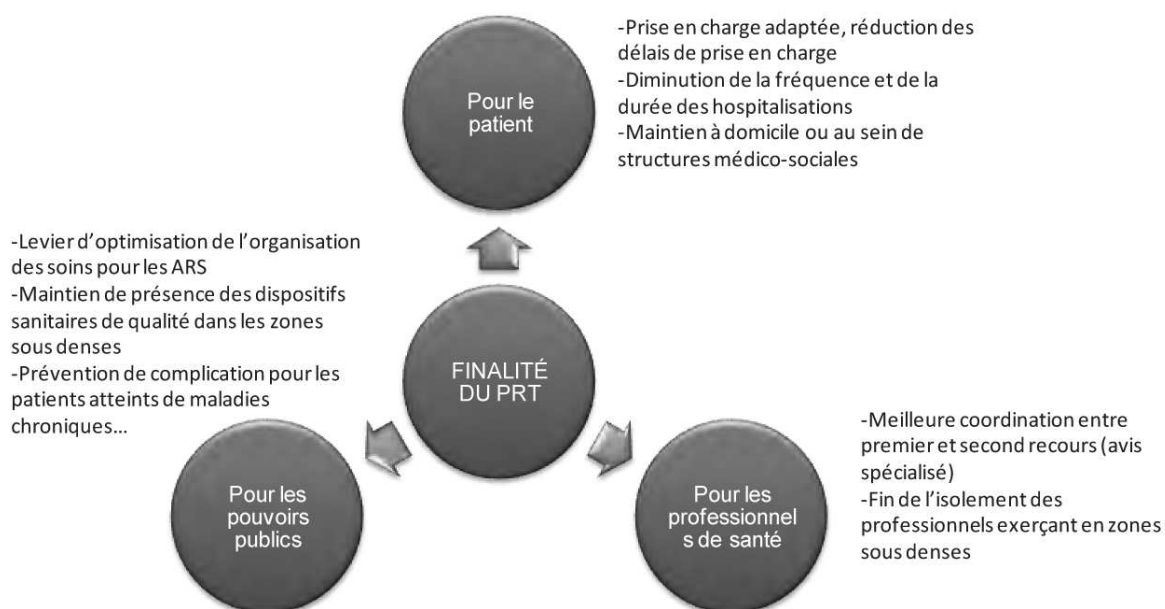 -Prise en charge adaptée, réduction des
délais de prise en charge
-Diminution de la fréquence et de la
durée des hospitalisations
-Maintien à domicile ou au sein de
structures médico-sociales
Pour le
patient
-Levier d’optimisation de l’organisation
des soins pour les ARS
-Maintien de présence des dispositifs
sanitaires de qualité dans les zones
sous denses
-Prévention de complication pour les
patients atteints de maladies
chroniques...
FINALITÉ
DU PRT
-Meilleure coordination entre
premier et second recours (avis
spécialisé)
-Fin de l’isolement des
professionnels exerçant en zones
sous denses
Pour les
pouvoirs
publics
Pour les
professionnel
s de santé